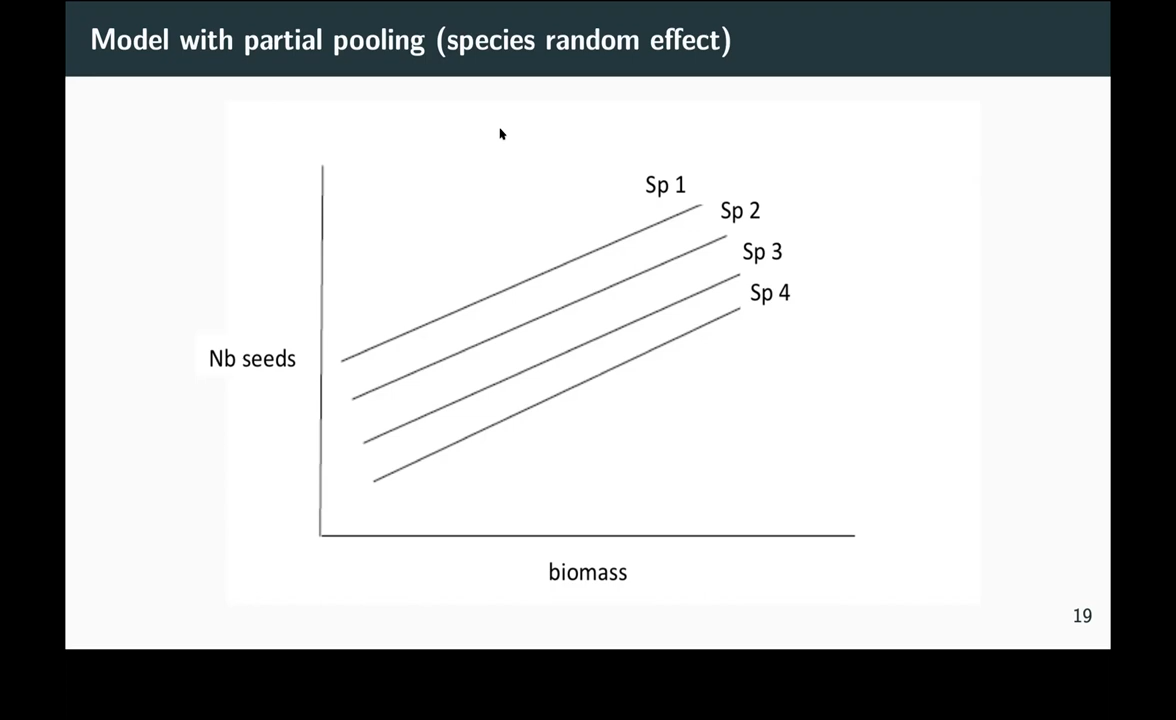 Model with partial pooling (species random effect)
Sp 1
Sp 2
Sp 3
Sp 4
Nb seeds
biomass
19